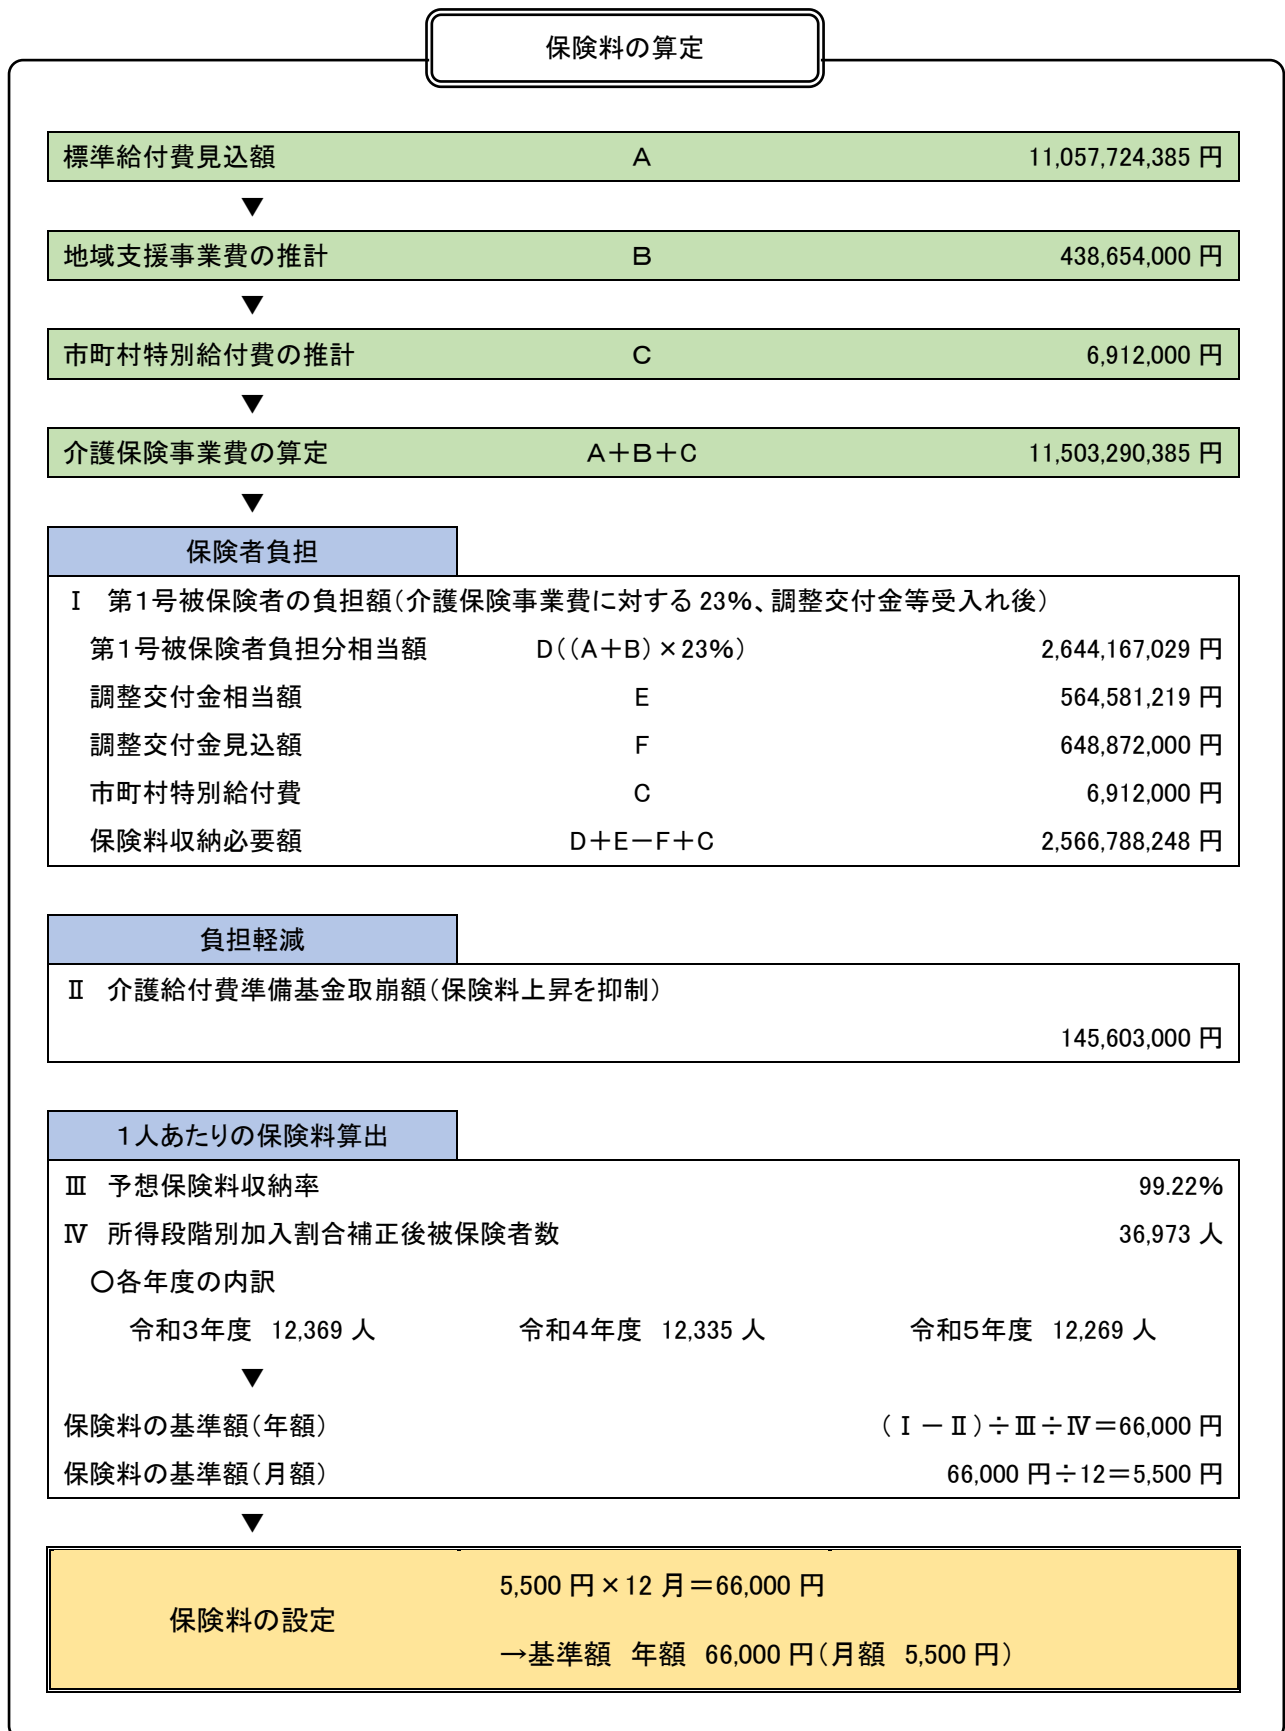 保険料の算定
標準給付費見込額 A 11,057,724,385 円
▼
地域支援事業費の推計 B 438,654,000 円
▼
市町村特別給付費の推計 C 6,912,000 円
▼
介護保険事業費の算定 A＋B＋C 11,503,290,385 円
▼
保険者負担
Ⅰ 第１号被保険者の負担額（介護保険事業費に対する 23％、調整交付金等受入れ後）
第１号被保険者負担分相当額 D（（A＋B）×23％） 2,644,167,029 円
調整交付金相当額 E 564,581,219 円
調整交付金見込額 F 648,872,000 円
市町村特別給付費 C 6,912,000 円
保険料収納必要額 D＋E－F＋C 2,566,788,248 円
負担軽減
Ⅱ 介護給付費準備基金取崩額（保険料上昇を抑制）
145,603,000 円
１人あたりの保険料算出
Ⅲ 予想保険料収納率 99.22％
Ⅳ 所得段階別加入割合補正後被保険者数 36,973 人
〇各年度の内訳
令和３年度 12,369 人 令和４年度 12,335 人 令和５年度 12,269 人
▼
保険料の基準額（年額） （Ⅰ－Ⅱ）÷Ⅲ÷Ⅳ＝66,000 円
保険料の基準額（月額） 66,000 円÷12＝5,500 円
▼
5,500 円×12 月＝66,000 円
保険料の設定
→基準額 年額 66,000 円（月額 5,500 円）